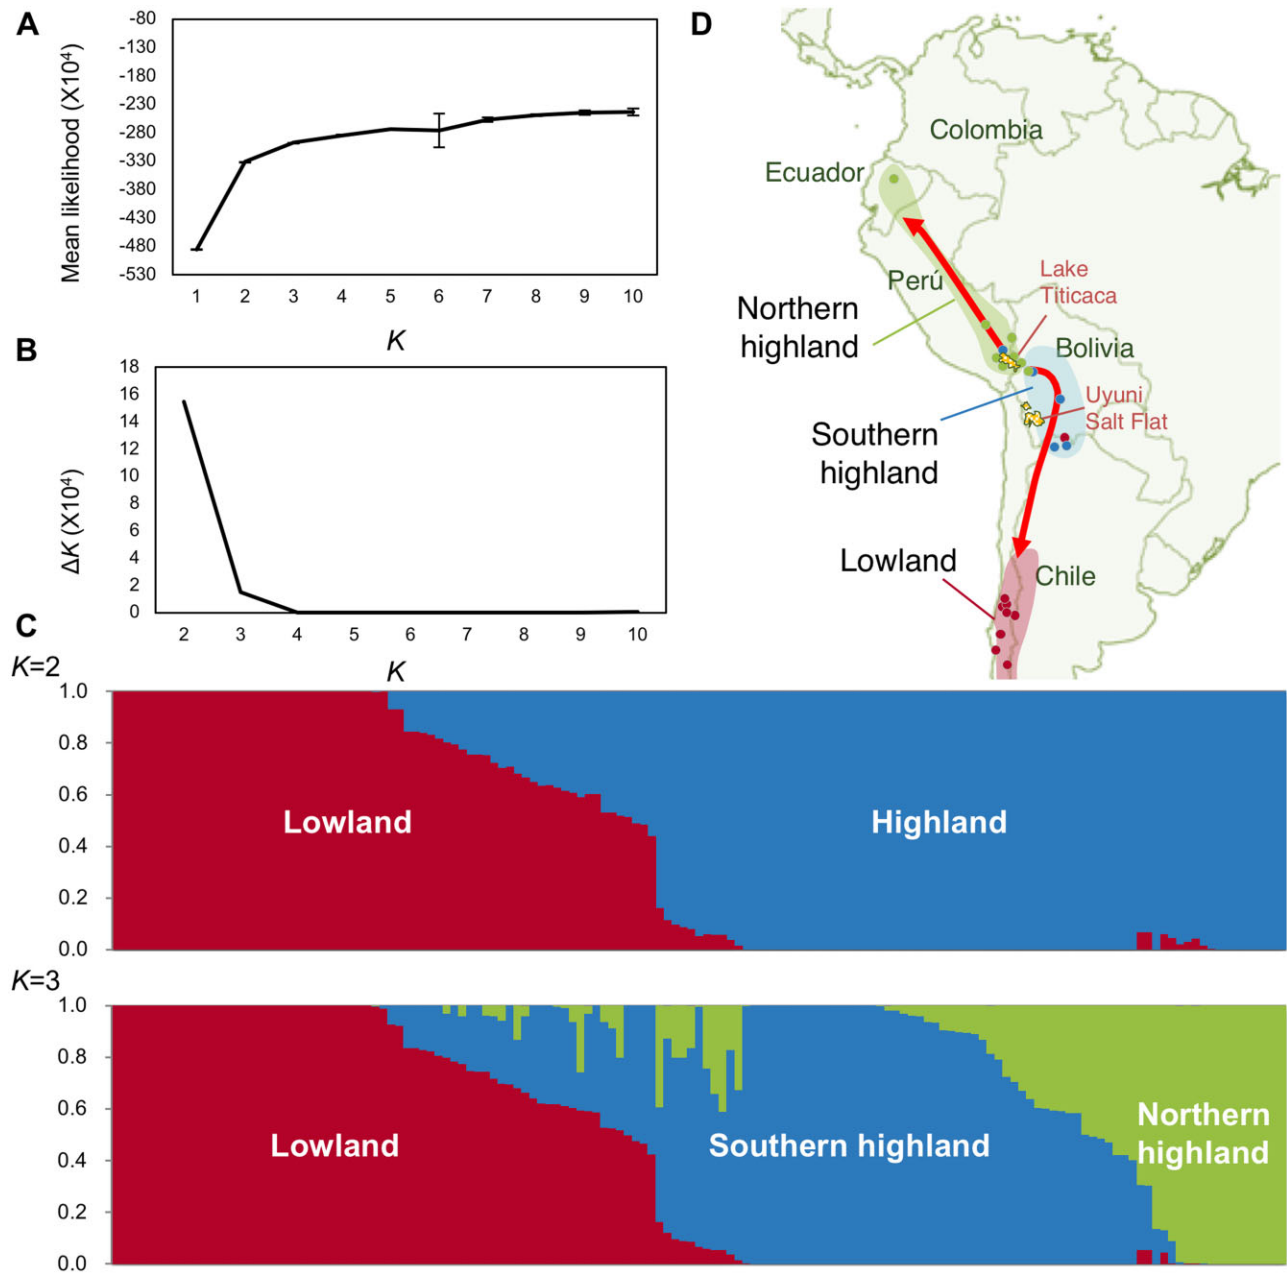 A
Mean likelihood (X10⁴)
-80
-130
-180
-230
-280
-330
-380
-430
-480
-530
1 2 3 4 5 6 7 8 9 10
K
B
ΔK (X10⁴)
18
16
14
12
10
8
6
4
2
0
2 3 4 5 6 7 8 9 10
K
D
Colombia
Ecuador
Perú
Lake
Titicaca
Northern
highland
Bolivia
Uyuni
Salt Flat
Southern
highland
Lowland
Chile
C
K=2
1.0
0.8
0.6
0.4
0.2
0.0
Lowland
Highland
K=3
1.0
0.8
0.6
0.4
0.2
0.0
Lowland
Southern highland
Northern
highland